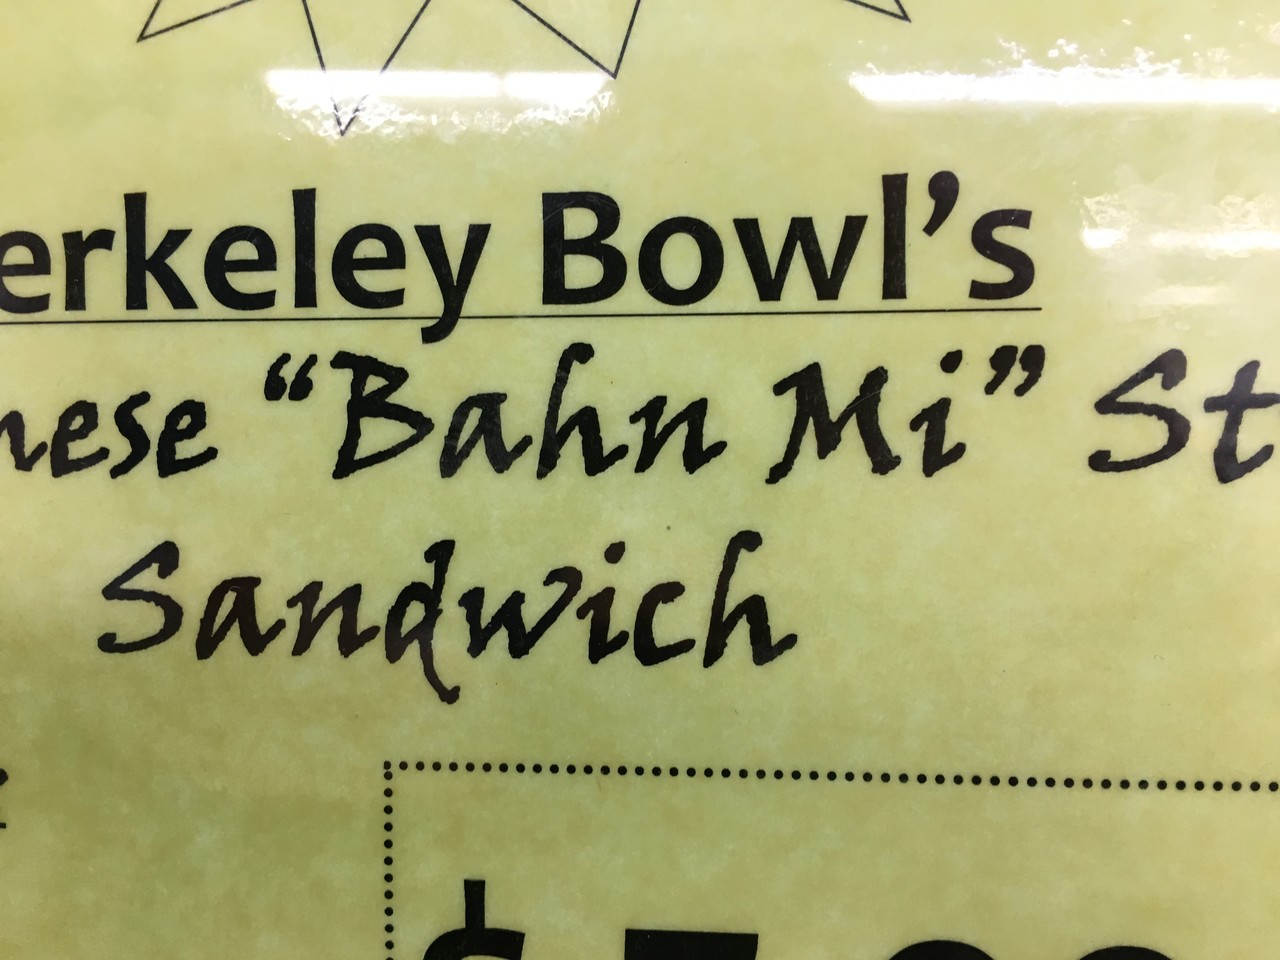 erkeley Bowl's
nese “Bahn Mi” St
Sandwich
$